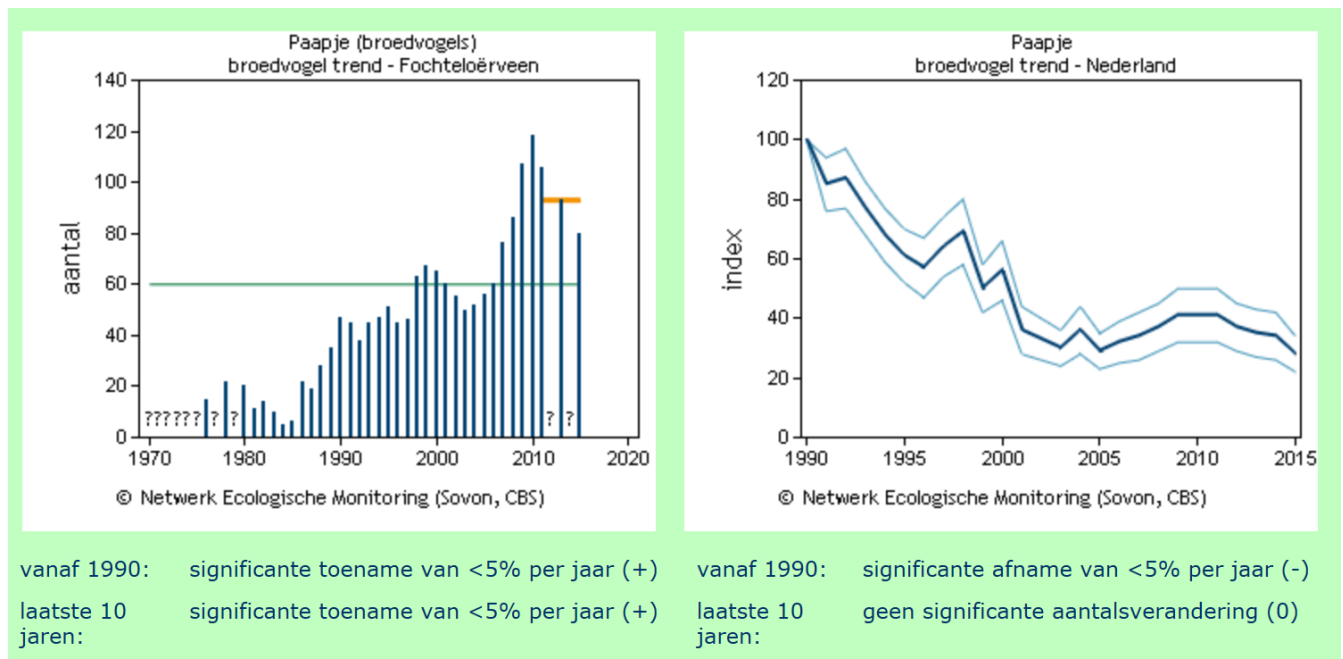 Paapje (broedvogels)
broedvogel trend - Fochteloërveen
140
120
100
80
60
40
20
0
aantal
?????? ? ? ? ?
1970 1980 1990 2000 2010 2020
© Netwerk Ecologische Monitoring (Sovon, CBS)
Paapje
broedvogel trend - Nederland
120
100
80
60
40
20
0
index
1990 1995 2000 2005 2010 2015
© Netwerk Ecologische Monitoring (Sovon, CBS)
vanaf 1990: significante toename van <5% per jaar (+)
laatste 10 significante toename van <5% per jaar (+)
jaren:
vanaf 1990: significante afname van <5% per jaar (-)
laatste 10 geen significante aantalsverandering (0)
jaren: